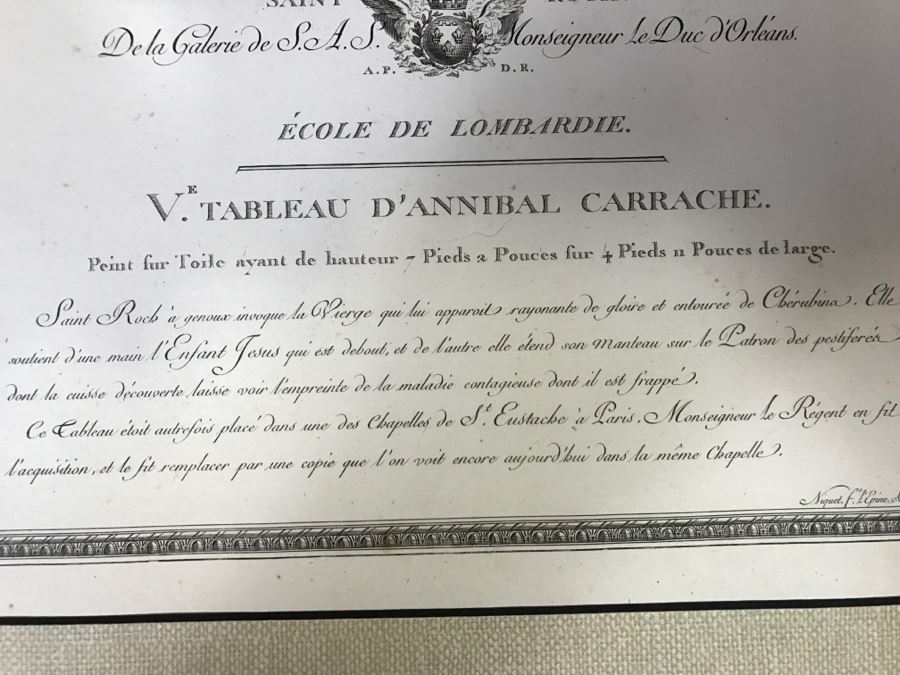 SAINT
De la Galerie de S. A. S. Monseigneur le Duc d'Orléans.
A. P. D. R.
ÉCOLE DE LOMBARDIE.
V.E TABLEAU D'ANNIBAL CARRACHE.
Peint sur Toile ayant de hauteur 7 Pieds 2 Pouces sur 4 Pieds 11 Pouces de large.
Saint Roch à genoux invoque la Vierge qui lui apparoit rayonante de gloire et entourée de Chérubins. Elle
soutient d'une main l'Enfant Jesus qui est debout, et de l'autre elle étend son manteau sur le Patron des pestiférés
dont la cuisse découverte laisse voir l'empreinte de la maladie contagieuse dont il est frappé.
Ce Tableau étoit autrefois placé dans une des Chapelles de St. Eustache à Paris. Monseigneur le Régent en fit
l'acquisition, et le fit remplacer par une copie que l'on voit encore aujourd'hui dans la même Chapelle.
Niquet, f.me l'Epine,